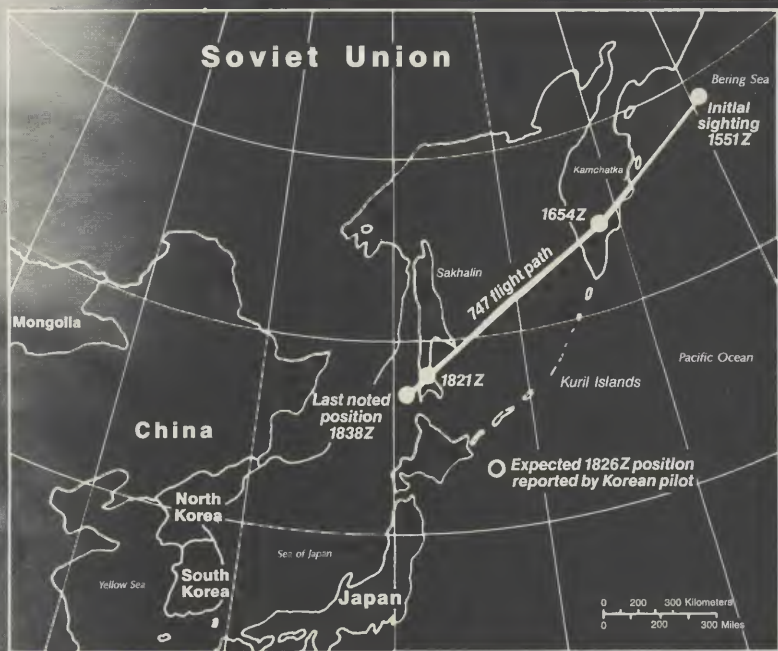 Soviet Union
Bering Sea
Initial
sighting
1551Z
Kamchatka
1654Z
747 flight path
Sakhalin
Mongolia
Pacific Ocean
1821Z
Kuril Islands
Last noted
position
1838Z
China
Expected 1826Z position
reported by Korean pilot
North
Korea
Sea of Japan
South
Korea
Yellow Sea
Japan
0 200 300 Kilometers
0 200 300 Miles